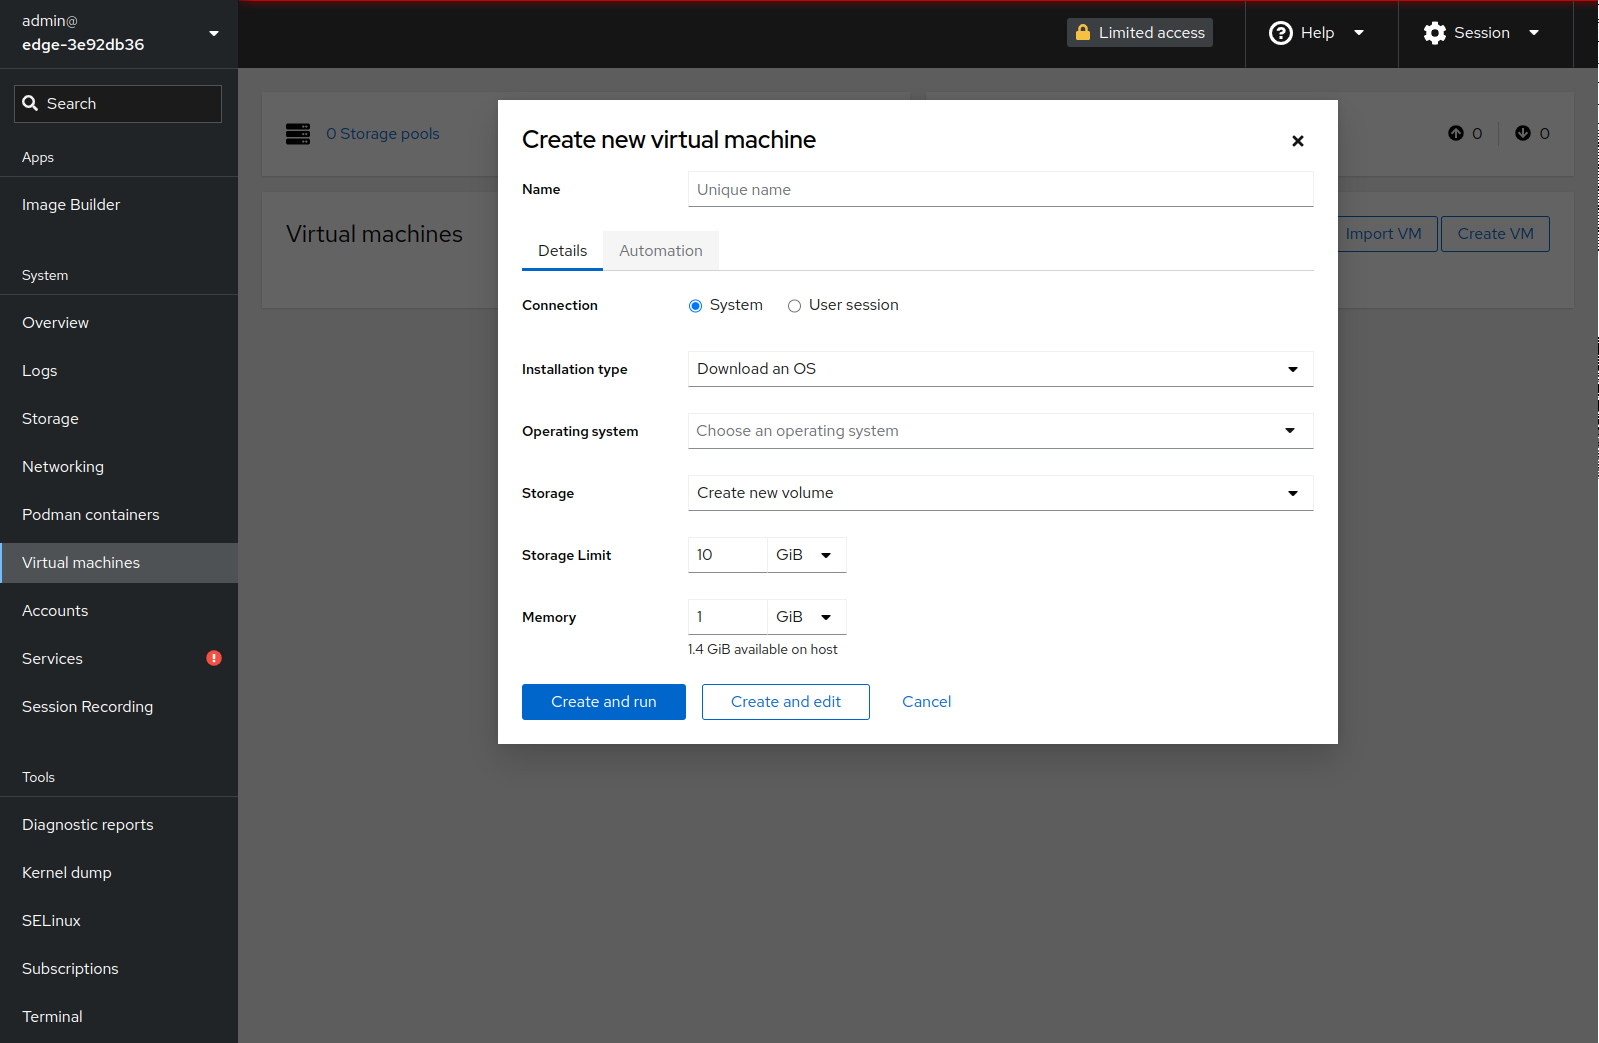 admin@
edge-3e92db36
Limited access
Help
Session
Search
Apps
Image Builder
System
Overview
Logs
Storage
Networking
Podman containers
Virtual machines
Accounts
Services
Session Recording
Tools
Diagnostic reports
Kernel dump
SELinux
Subscriptions
Terminal
0 Storage pools
0 0
Virtual machines
Import VM
Create VM
Create new virtual machine
Name
Unique name
Details Automation
Connection
System User session
Installation type
Download an OS
Operating system
Choose an operating system
Storage
Create new volume
Storage Limit
10 GiB
Memory
1 GiB
1.4 GiB available on host
Create and run
Create and edit
Cancel